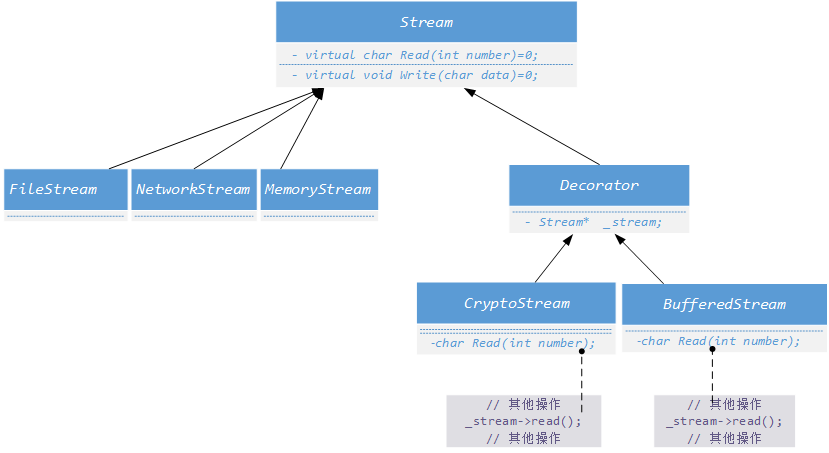 Stream
- virtual char Read(int number)=0;
- virtual void Write(char data)=0;
FileStream
NetworkStream
MemoryStream
Decorator
- Stream* _stream;
CryptoStream
-char Read(int number);
BufferedStream
-char Read(int number);
// 其他操作
_stream->read();
// 其他操作
// 其他操作
_stream->read();
// 其他操作